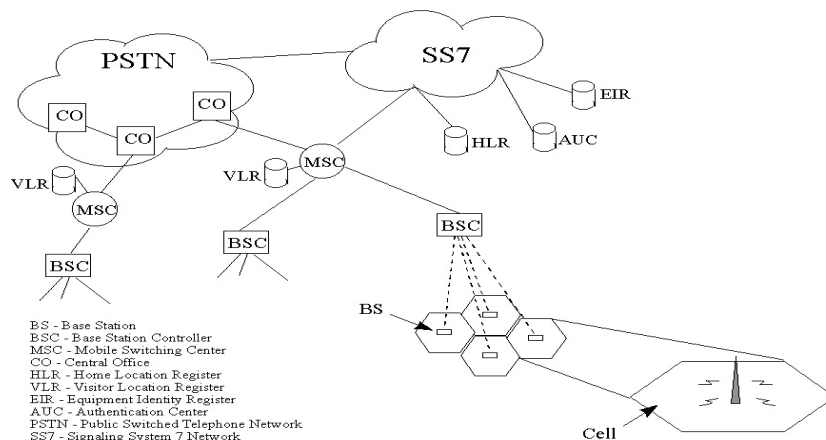 PSTN
SS7
CO
CO
CO
EIR
AUC
HLR
MSC
VLR
VLR
MSC
BSC
BSC
BSC
BS
Cell
BS - Base Station
BSC - Base Station Controller
MSC - Mobile Switching Center
CO - Central Office
HLR - Home Location Register
VLR - Visitor Location Register
EIR - Equipment Identity Register
AUC - Authentication Center
PSTN - Public Switched Telephone Network
SS7 - Signaling System 7 Network